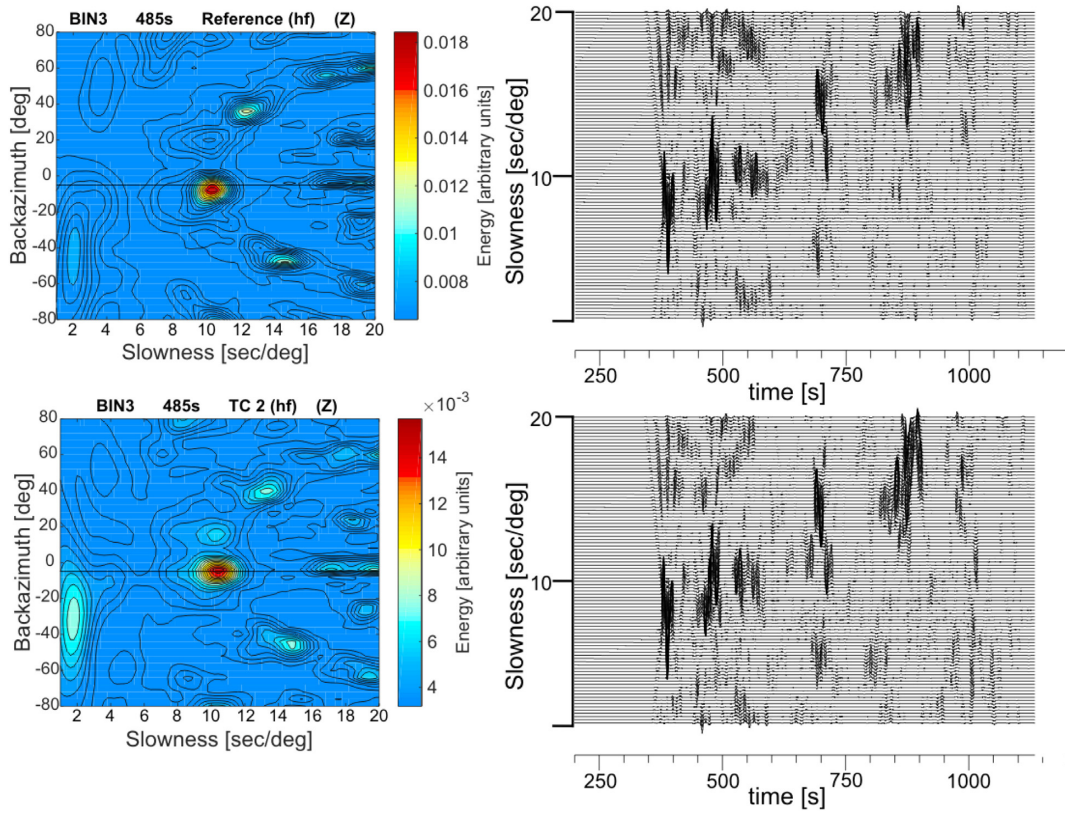 BIN3 485s Reference (hf) (Z)
80
60
40
20
0
-20
-40
-60
-80
Backazimuth [deg]
2 4 6 8 10 12 14 16 18 20
Slowness [sec/deg]
0.018
0.016
0.014
0.012
0.01
0.008
0.006
Energy [arbitrary units]
20
10
Slowness [sec/deg]
250 500 750 1000
time [s]
BIN3 485s TC 2 (hf) (Z)
×10⁻³
80
60
40
20
0
-20
-40
-60
-80
Backazimuth [deg]
2 4 6 8 10 12 14 16 18 20
Slowness [sec/deg]
14
12
10
8
6
4
Energy [arbitrary units]
20
10
Slowness [sec/deg]
250 500 750 1000
time [s]